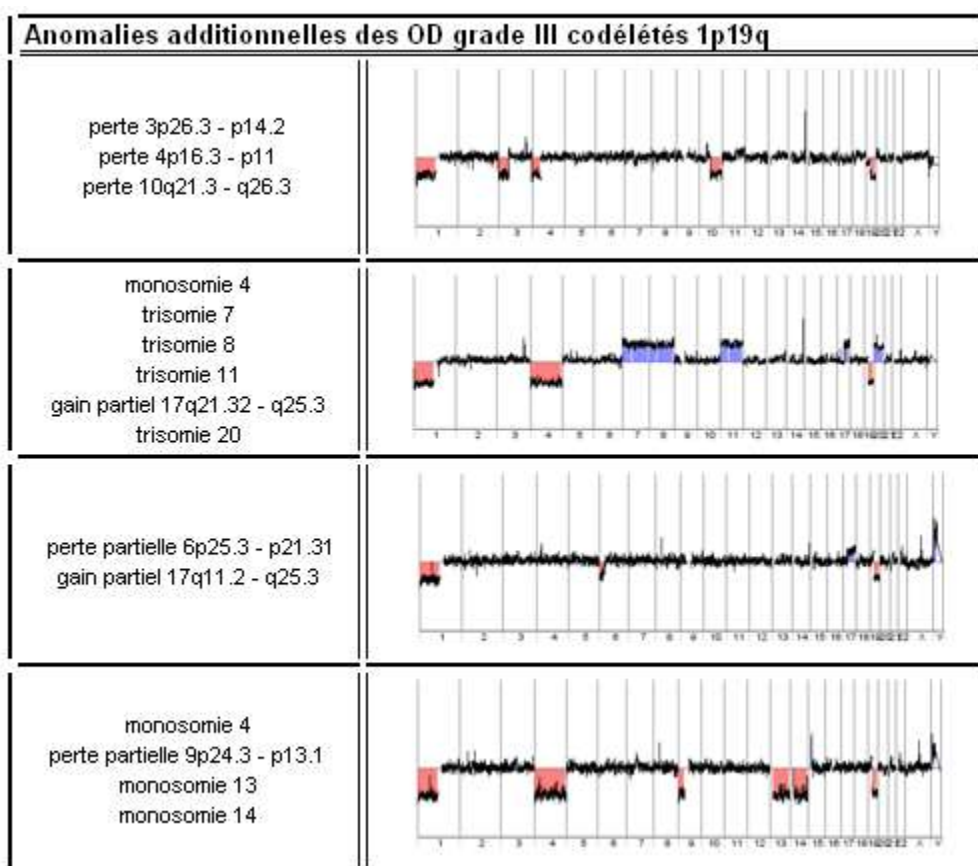 Anomalies additionnelles des OD grade III codélétés 1p19q
perte 3p26.3 - p14.2
perte 4p16.3 - p11
perte 10q21.3 - q26.3
monosomie 4
trisomie 7
trisomie 8
trisomie 11
gain partiel 17q21.32 - q25.3
trisomie 20
perte partielle 6p25.3 - p21.31
gain partiel 17q11.2 - q25.3
monosomie 4
perte partielle 9p24.3 - p13.1
monosomie 13
monosomie 14